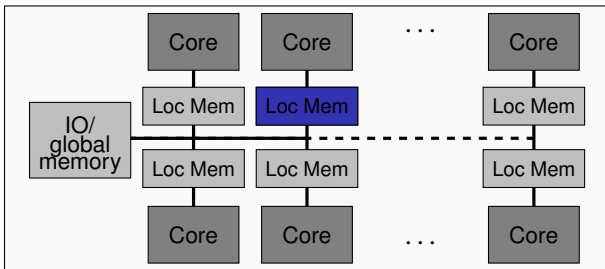 Core Core ... Core
Loc Mem Loc Mem Loc Mem
IO/
global
memory
Loc Mem Loc Mem Loc Mem
Core Core ... Core